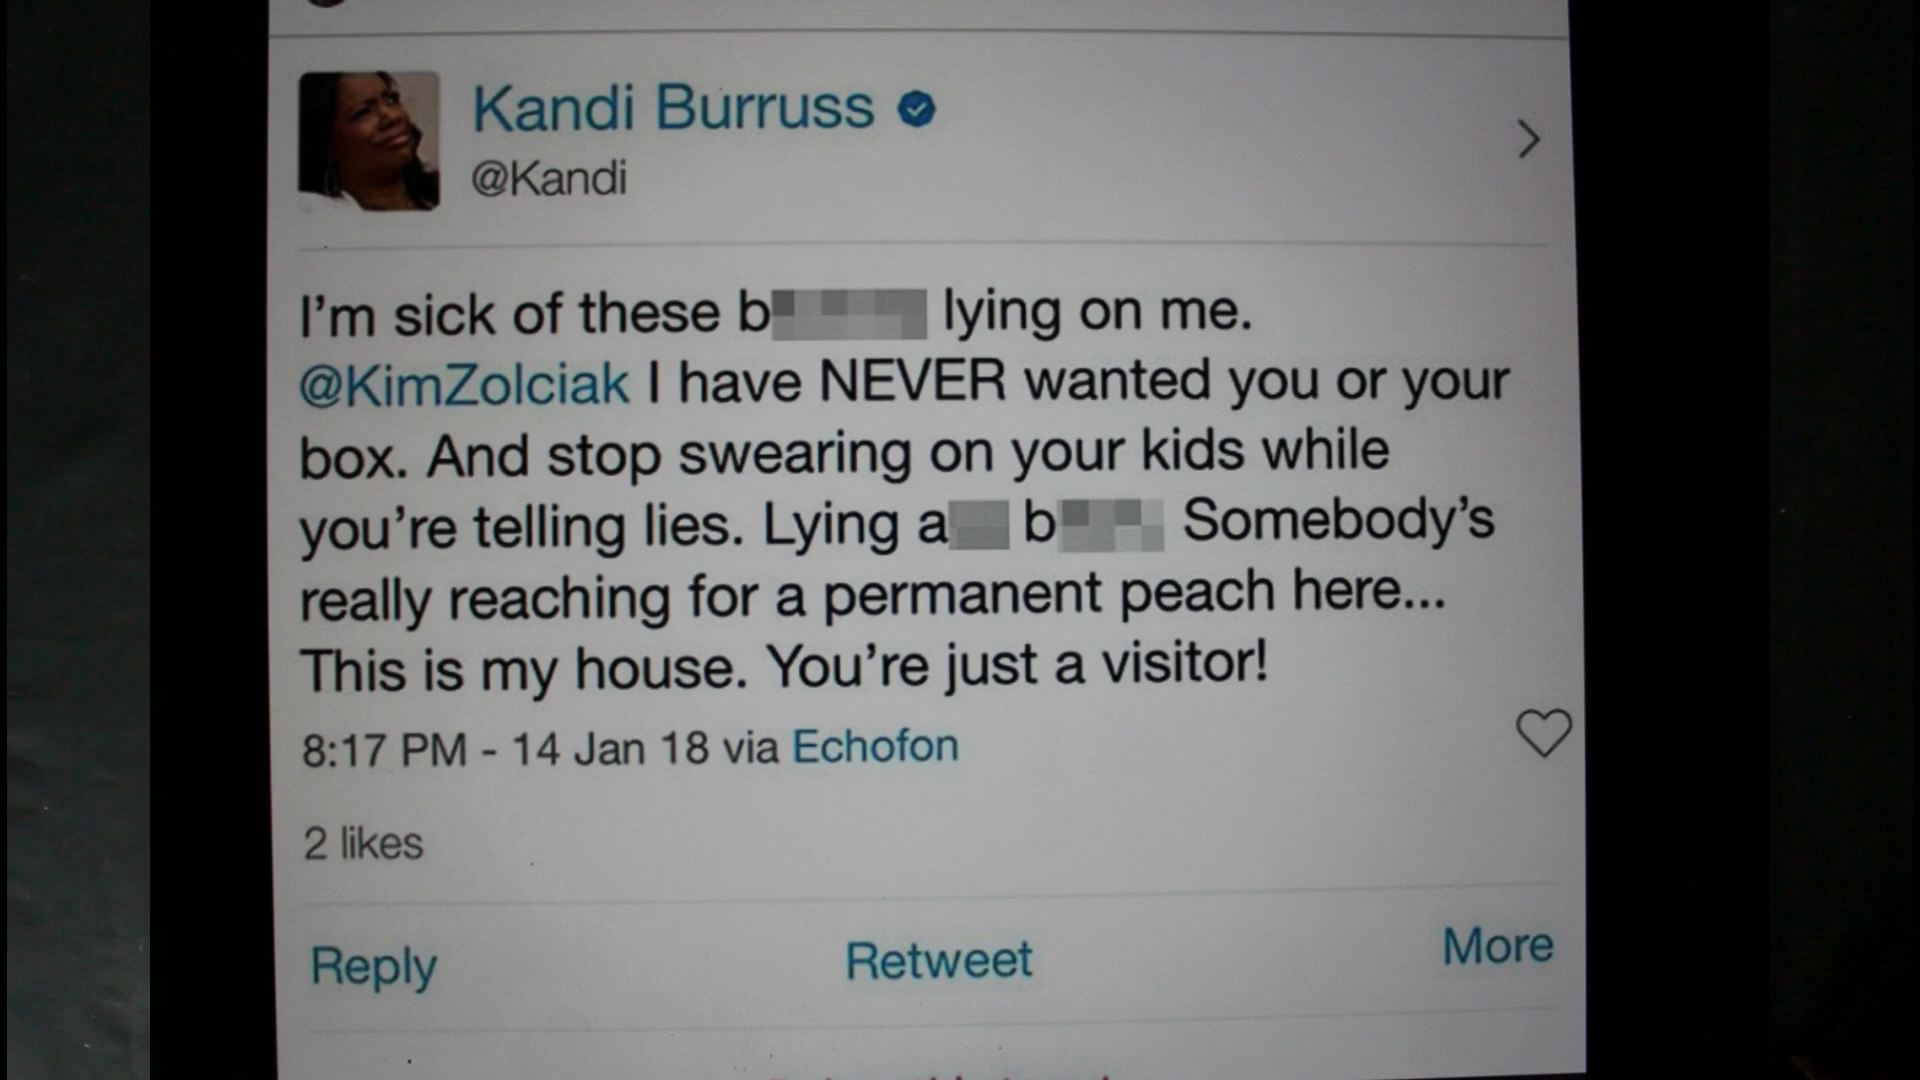 Kandi Burruss
@Kandi
I'm sick of these b lying on me.
@KimZolciak I have NEVER wanted you or your
box. And stop swearing on your kids while
you're telling lies. Lying a b Somebody's
really reaching for a permanent peach here...
This is my house. You're just a visitor!
8:17 PM - 14 Jan 18 via Echofon
2 likes
Reply Retweet More